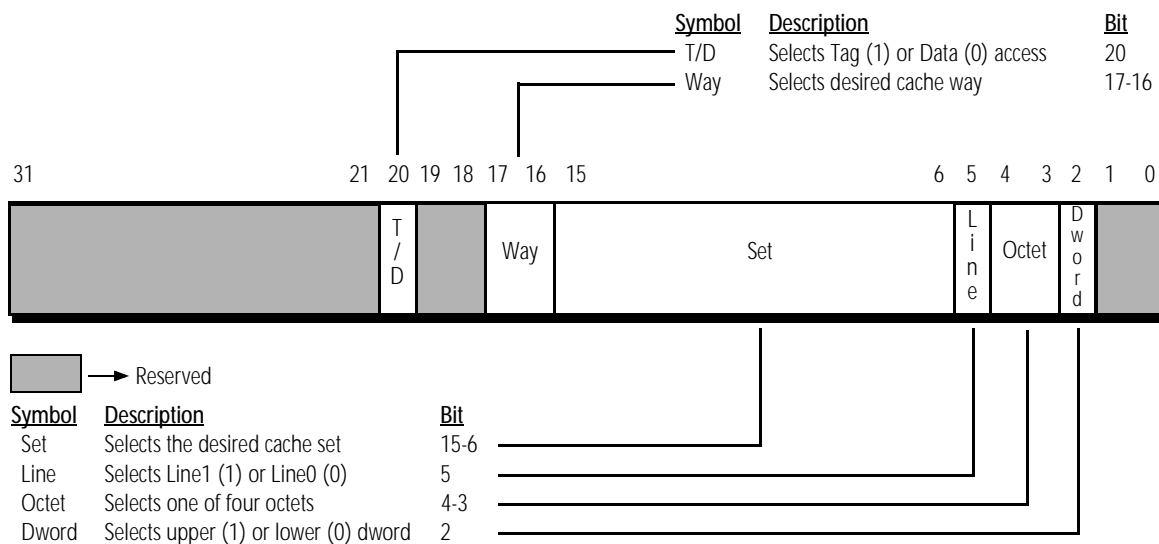 Symbol Description Bit
T/D Selects Tag (1) or Data (0) access 20
Way Selects desired cache way 17-16
31 21 20 19 18 17 16 15 6 5 4 3 2 1 0
T/D Way Set Line Octet Dword
Reserved
Symbol Description Bit
Set Selects the desired cache set 15-6
Line Selects Line1 (1) or Line0 (0) 5
Octet Selects one of four octets 4-3
Dword Selects upper (1) or lower (0) dword 2